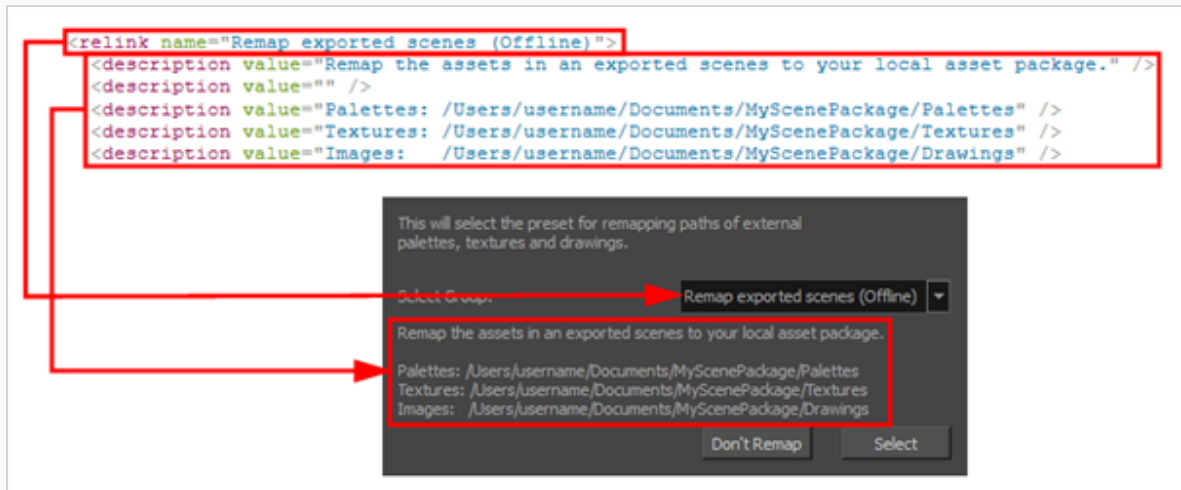 <relink name="Remap exported scenes (Offline)">
<description value="Remap the assets in an exported scenes to your local asset package." />
<description value="" />
<description value="Palettes: /Users/username/Documents/MyScenePackage/Palettes" />
<description value="Textures: /Users/username/Documents/MyScenePackage/Textures" />
<description value="Images:   /Users/username/Documents/MyScenePackage/Drawings" />
This will select the preset for remapping paths of external
palettes, textures and drawings.
Select Group: Remap exported scenes (Offline)
Remap the assets in an exported scenes to your local asset package.
Palettes: /Users/username/Documents/MyScenePackage/Palettes
Textures: /Users/username/Documents/MyScenePackage/Textures
Images:   /Users/username/Documents/MyScenePackage/Drawings
Don't Remap Select